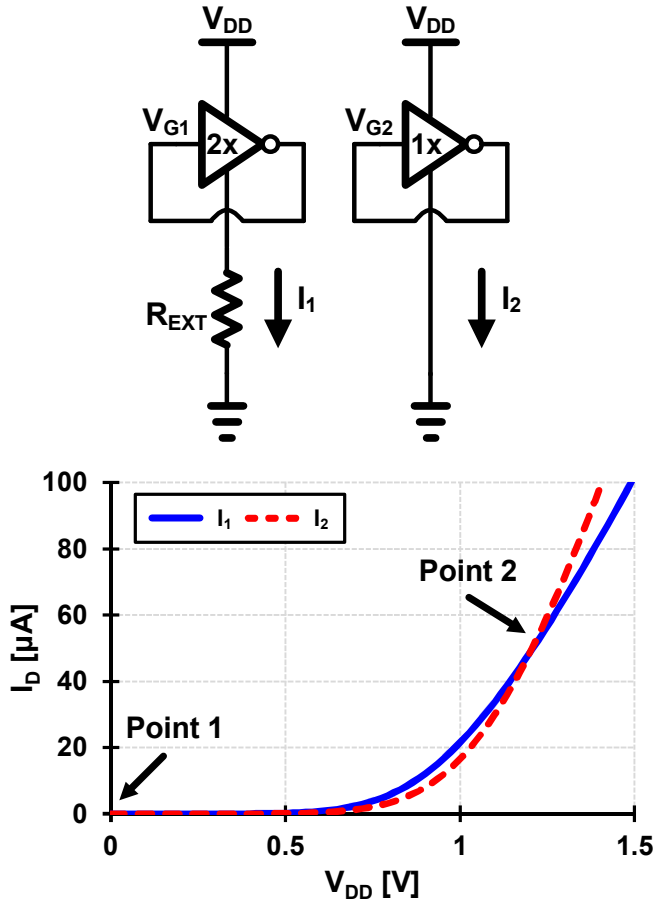 VDD VDD
VG1 2x VG2 1x
REXT I1 I2
100
I1 I2
80
Point 2
60
ID [µA]
40
Point 1
20
0
0 0.5 1 1.5
VDD [V]